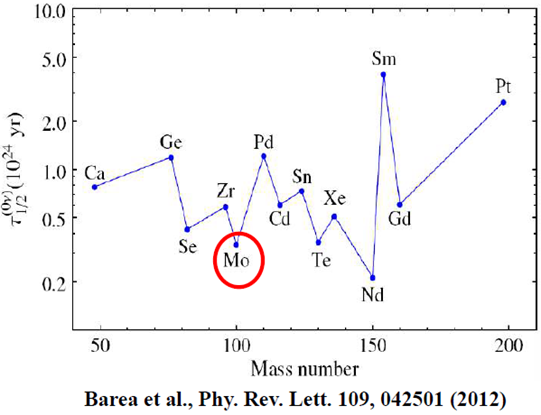 10.0
5.0
2.0
1.0
0.5
0.2
τ(0ν)1/2(10^24 yr)
Ca
Ge
Se
Zr
Mo
Pd
Cd
Sn
Te
Xe
Nd
Sm
Gd
Pt
50 100 150 200
Mass number
Barea et al., Phy. Rev. Lett. 109, 042501 (2012)